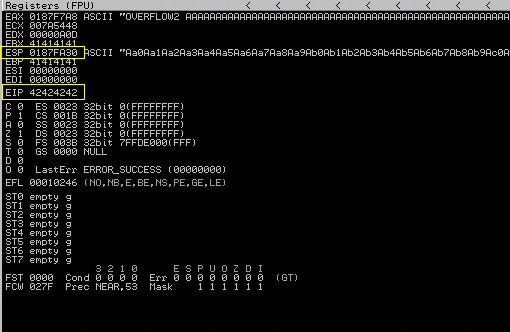 Registers (FPU) < < < < < < <
EAX 0187F7A8 ASCII "OVERFLOW2 AAAAAAAAAAAAAAAAAAAAAAAAAAAAAAAAAAAAAAAAAAAA
ECX 007A5448
EDX 00000A0D
EBX 41414141
ESP 0187FA30 ASCII "Aa0Aa1Aa2Aa3Aa4Aa5Aa6Aa7Aa8Aa9Ab0Ab1Ab2Ab3Ab4Ab5Ab6Ab7Ab8Ab9Ac0A
EBP 41414141
ESI 00000000
EDI 00000000
EIP 42424242
C 0 ES 0023 32bit 0(FFFFFFFF)
P 1 CS 001B 32bit 0(FFFFFFFF)
A 0 SS 0023 32bit 0(FFFFFFFF)
Z 1 DS 0023 32bit 0(FFFFFFFF)
S 0 FS 003B 32bit 7FFDE000(FFF)
T 0 GS 0000 NULL
D 0
O 0 LastErr ERROR_SUCCESS (00000000)
EFL 00010246 (NO,NB,E,BE,NS,PE,GE,LE)
ST0 empty g
ST1 empty g
ST2 empty g
ST3 empty g
ST4 empty g
ST5 empty g
ST6 empty g
ST7 empty g
3 2 1 0 E S P U O Z D I
FST 0000 Cond 0 0 0 0 Err 0 0 0 0 0 0 0 0 (GT)
FCW 027F Prec NEAR,53 Mask 1 1 1 1 1 1